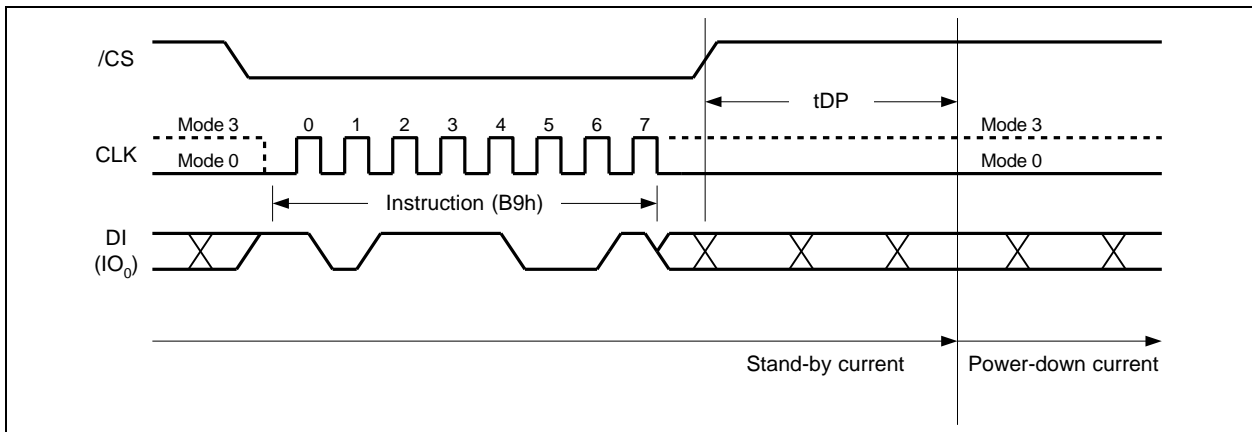 /CS
tDP
Mode 3
0 1 2 3 4 5 6 7
Mode 3
CLK
Mode 0
Mode 0
Instruction (B9h)
DI
(IO0)
Stand-by current
Power-down current